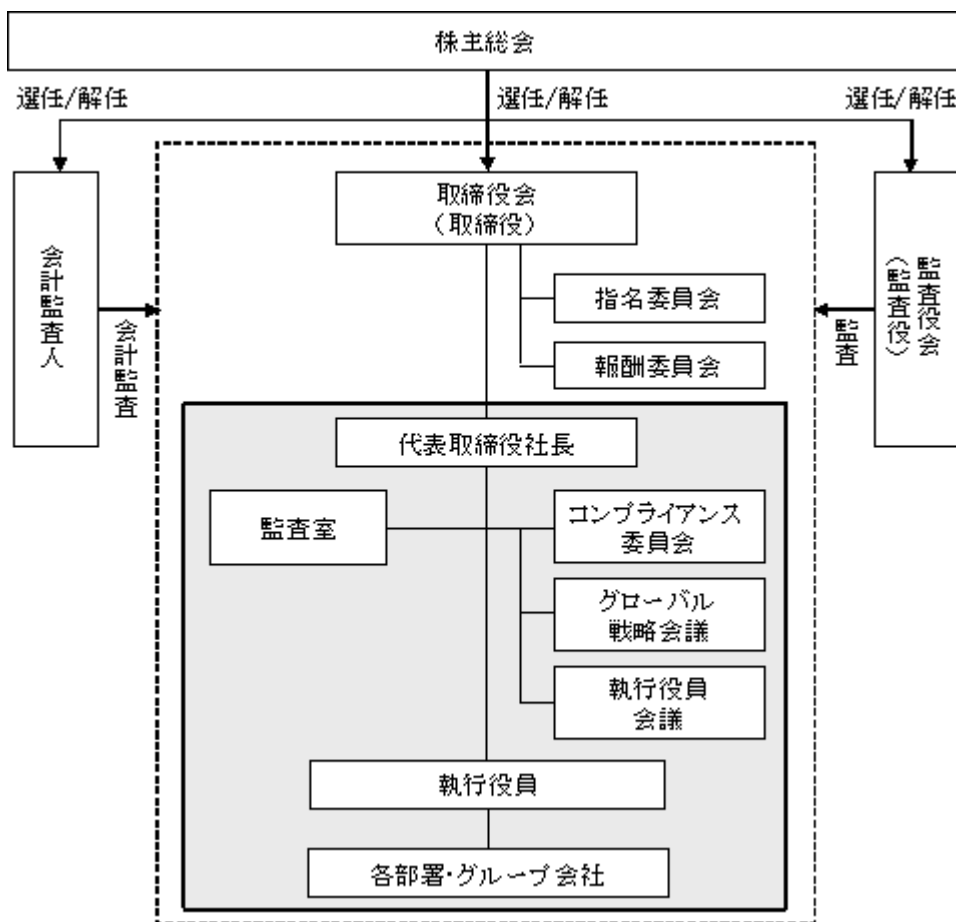 株主総会
選任/解任
選任/解任
選任/解任
取締役会
(取締役)
会計監査人
会計監査
監査役会
(監査役)
監査
指名委員会
報酬委員会
代表取締役社長
監査室
コンプライアンス
委員会
グローバル
戦略会議
執行役員
会議
執行役員
各部署・グループ会社